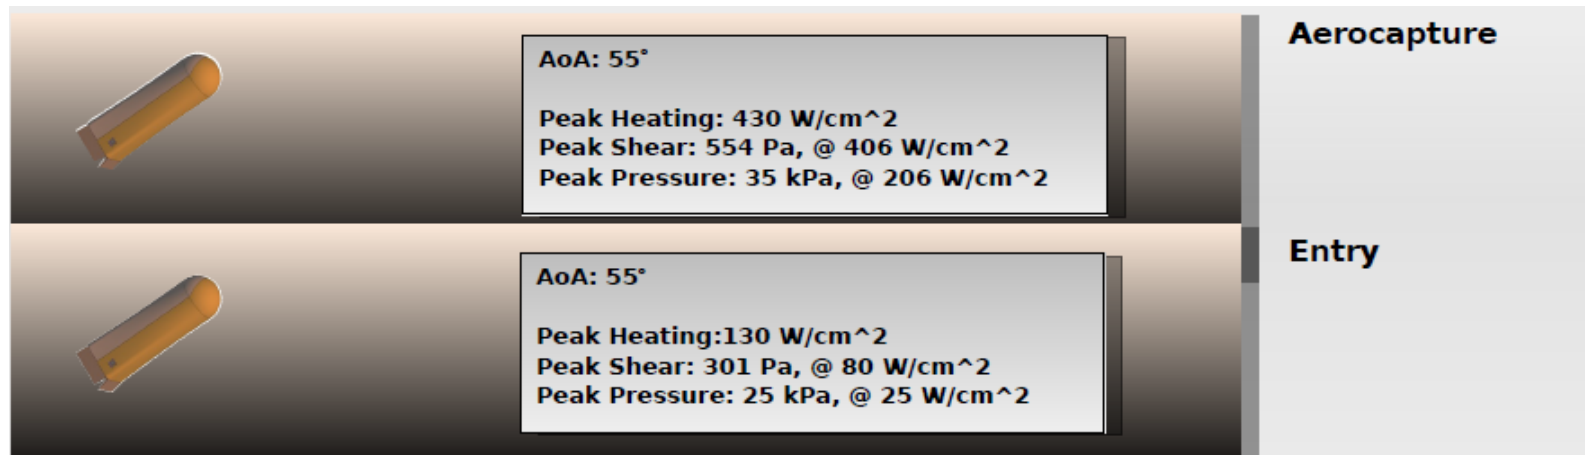 Aerocapture
AoA: 55°
Peak Heating: 430 W/cm^2
Peak Shear: 554 Pa, @ 406 W/cm^2
Peak Pressure: 35 kPa, @ 206 W/cm^2
Entry
AoA: 55°
Peak Heating:130 W/cm^2
Peak Shear: 301 Pa, @ 80 W/cm^2
Peak Pressure: 25 kPa, @ 25 W/cm^2